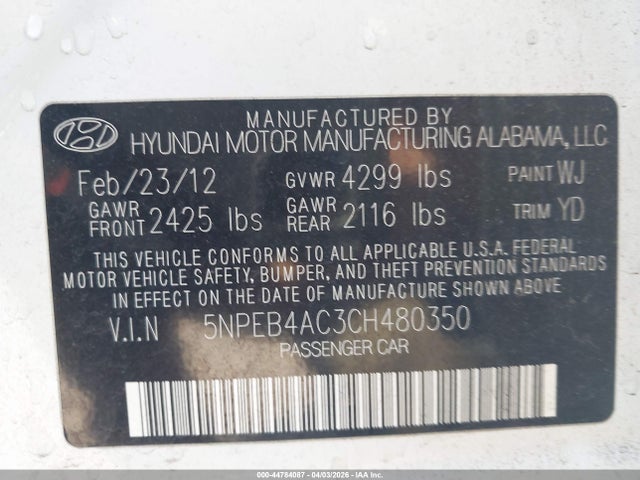 MANUFACTURED BY
HYUNDAI MOTOR MANUFACTURING ALABAMA, LLC
Feb/23/12 GVWR 4299 lbs PAINT WJ
GAWR FRONT 2425 lbs GAWR REAR 2116 lbs TRIM YD
THIS VEHICLE CONFORMS TO ALL APPLICABLE U.S.A. FEDERAL
MOTOR VEHICLE SAFETY, BUMPER, AND THEFT PREVENTION STANDARDS
IN EFFECT ON THE DATE OF MANUFACTURE SHOWN ABOVE.
V.I.N 5NPEB4AC3CH480350
PASSENGER CAR
000-44784087 - 04/03/2026 - IAA, Inc.